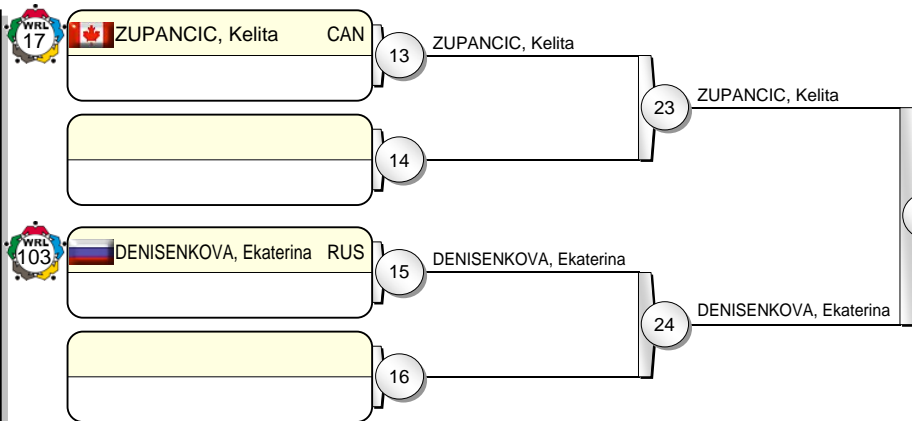 WRL
17
ZUPANCIC, Kelita CAN
13
ZUPANCIC, Kelita
23
ZUPANCIC, Kelita
14
WRL
103
DENISENKOVA, Ekaterina RUS
15
DENISENKOVA, Ekaterina
24
DENISENKOVA, Ekaterina
16